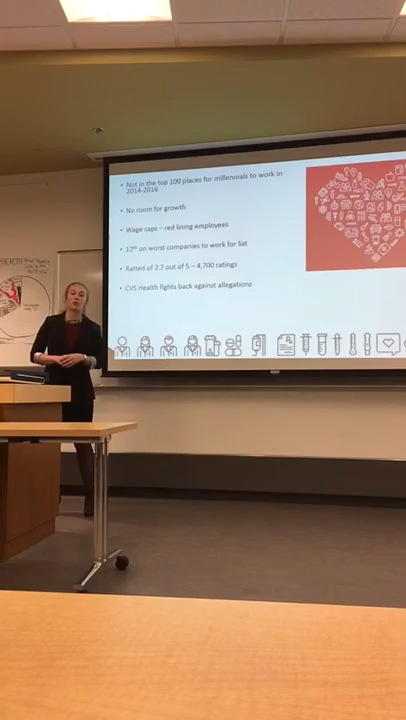 • Not in the top 100 places for millennials to work in
2014-2016
• No room for growth
• Wage caps – red lining employees
• 12th on worst companies to work for list
• Ratted of 2.7 out of 5 – 4,700 ratings
• CVS Health fights back against allegations